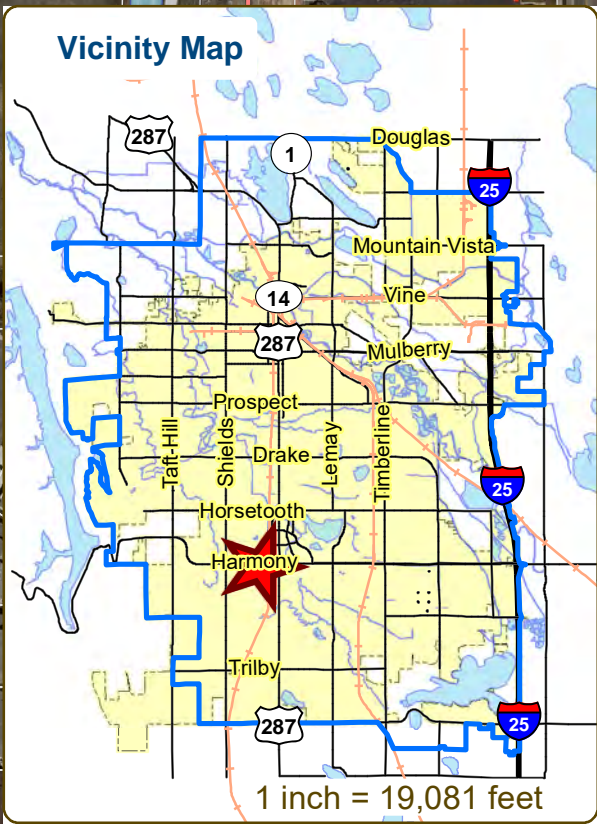 Vicinity Map
287
1
Douglas
25
Mountain-Vista
14
Vine
287
Mulberry
Prospect
Taft-Hill
Shields
Drake
Lemay
Timberline
25
Horsetooth
Harmony
Trilby
287
25
1 inch = 19,081 feet